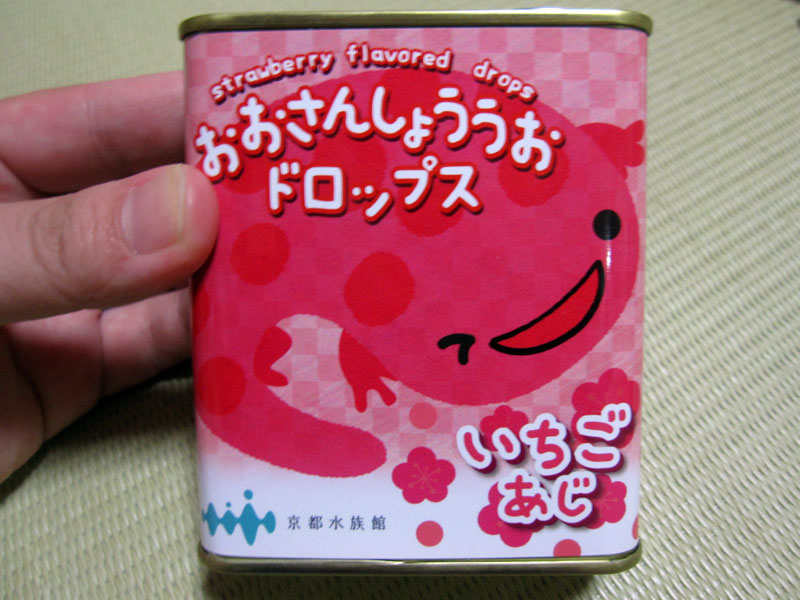 strawberry flavored drops
おおさんしょううお
ドロップス
いちご
あじ
京都水族館